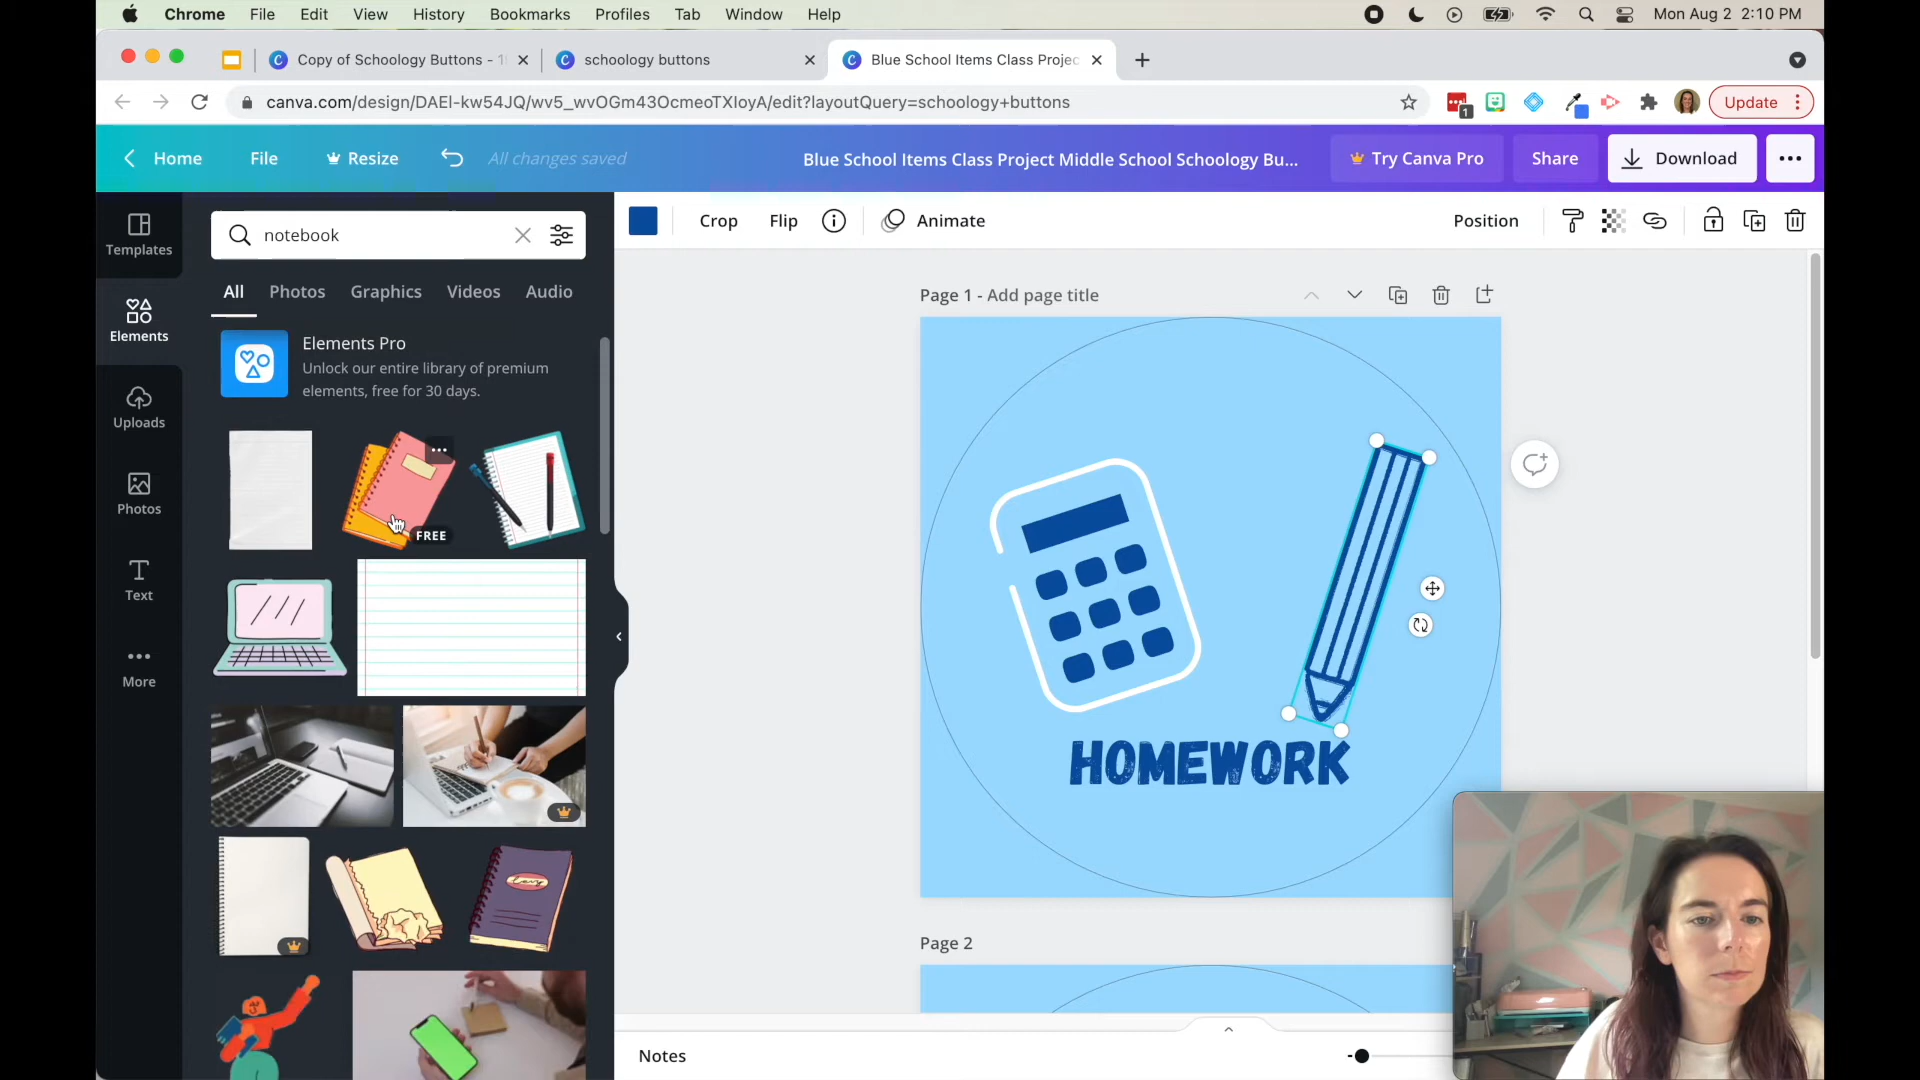 Chrome File Edit View History Bookmarks Profiles Tab Window Help Mon Aug 2 2:10 PM
Copy of Schoology Buttons - 1
schoology buttons
Blue School Items Class Projec
canva.com/design/DAEl-kw54JQ/wv5_wvOGm43OcmeoTXIoyA/edit?layoutQuery=schoology+buttons
1
Update
Home File Resize All changes saved
Blue School Items Class Project Middle School Schoology Bu...
Try Canva Pro Share Download
Templates
Elements
Uploads
Photos
Text
More
notebook
All Photos Graphics Videos Audio
Elements Pro
Unlock our entire library of premium
elements, free for 30 days.
FREE
Crop Flip Animate Position
Page 1 - Add page title
HOMEWORK
Page 2
Notes